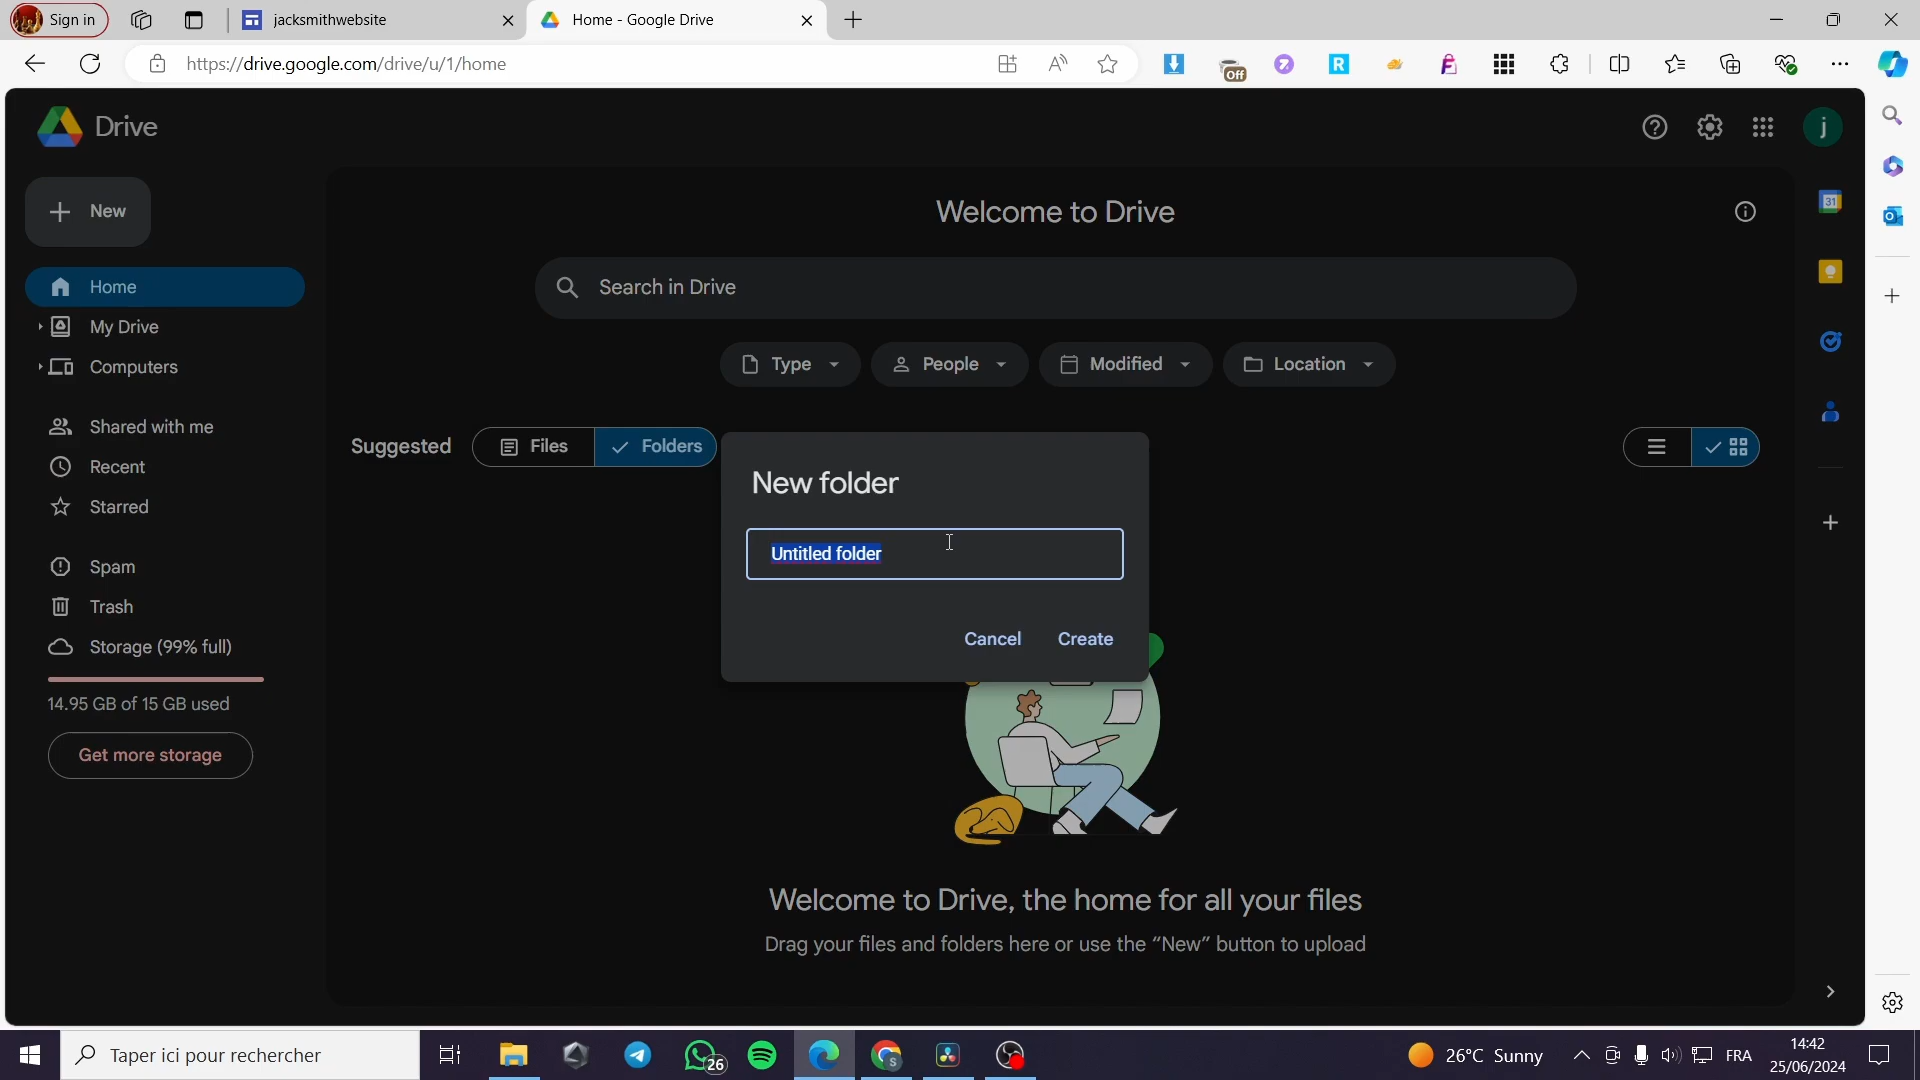 Sign in
jacksmithwebsite
Home - Google Drive
https://drive.google.com/drive/u/1/home
Off
Drive
j
New
Welcome to Drive
31
Home
Search in Drive
My Drive
Computers
Type
People
Modified
Location
Shared with me
Suggested
Files
Folders
Recent
New folder
Starred
Untitled folder
Spam
Trash
Cancel
Create
Storage (99% full)
14.95 GB of 15 GB used
Get more storage
Welcome to Drive, the home for all your files
Drag your files and folders here or use the “New” button to upload
Taper ici pour rechercher
26
26°C Sunny
FRA
14:42
25/06/2024